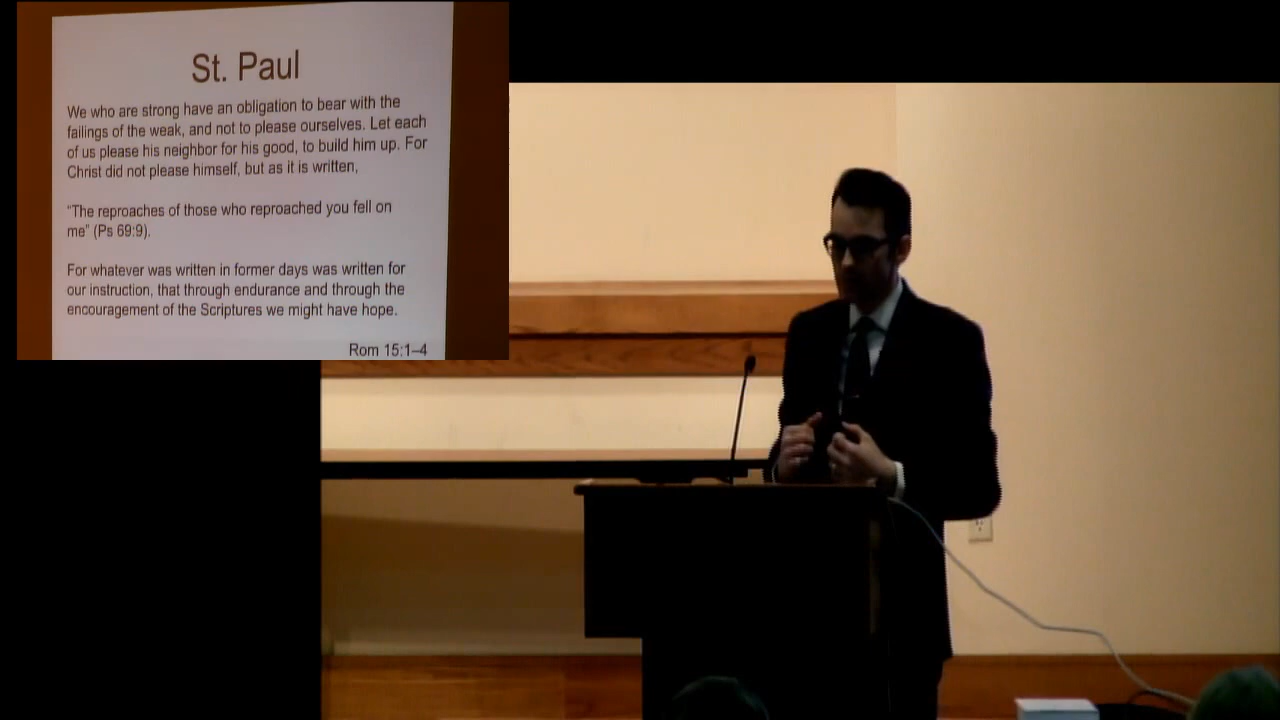 St. Paul
We who are strong have an obligation to bear with the
failings of the weak, and not to please ourselves. Let each
of us please his neighbor for his good, to build him up. For
Christ did not please himself, but as it is written,
“The reproaches of those who reproached you fell on
me” (Ps 69:9).
For whatever was written in former days was written for
our instruction, that through endurance and through the
encouragement of the Scriptures we might have hope.
Rom 15:1–4